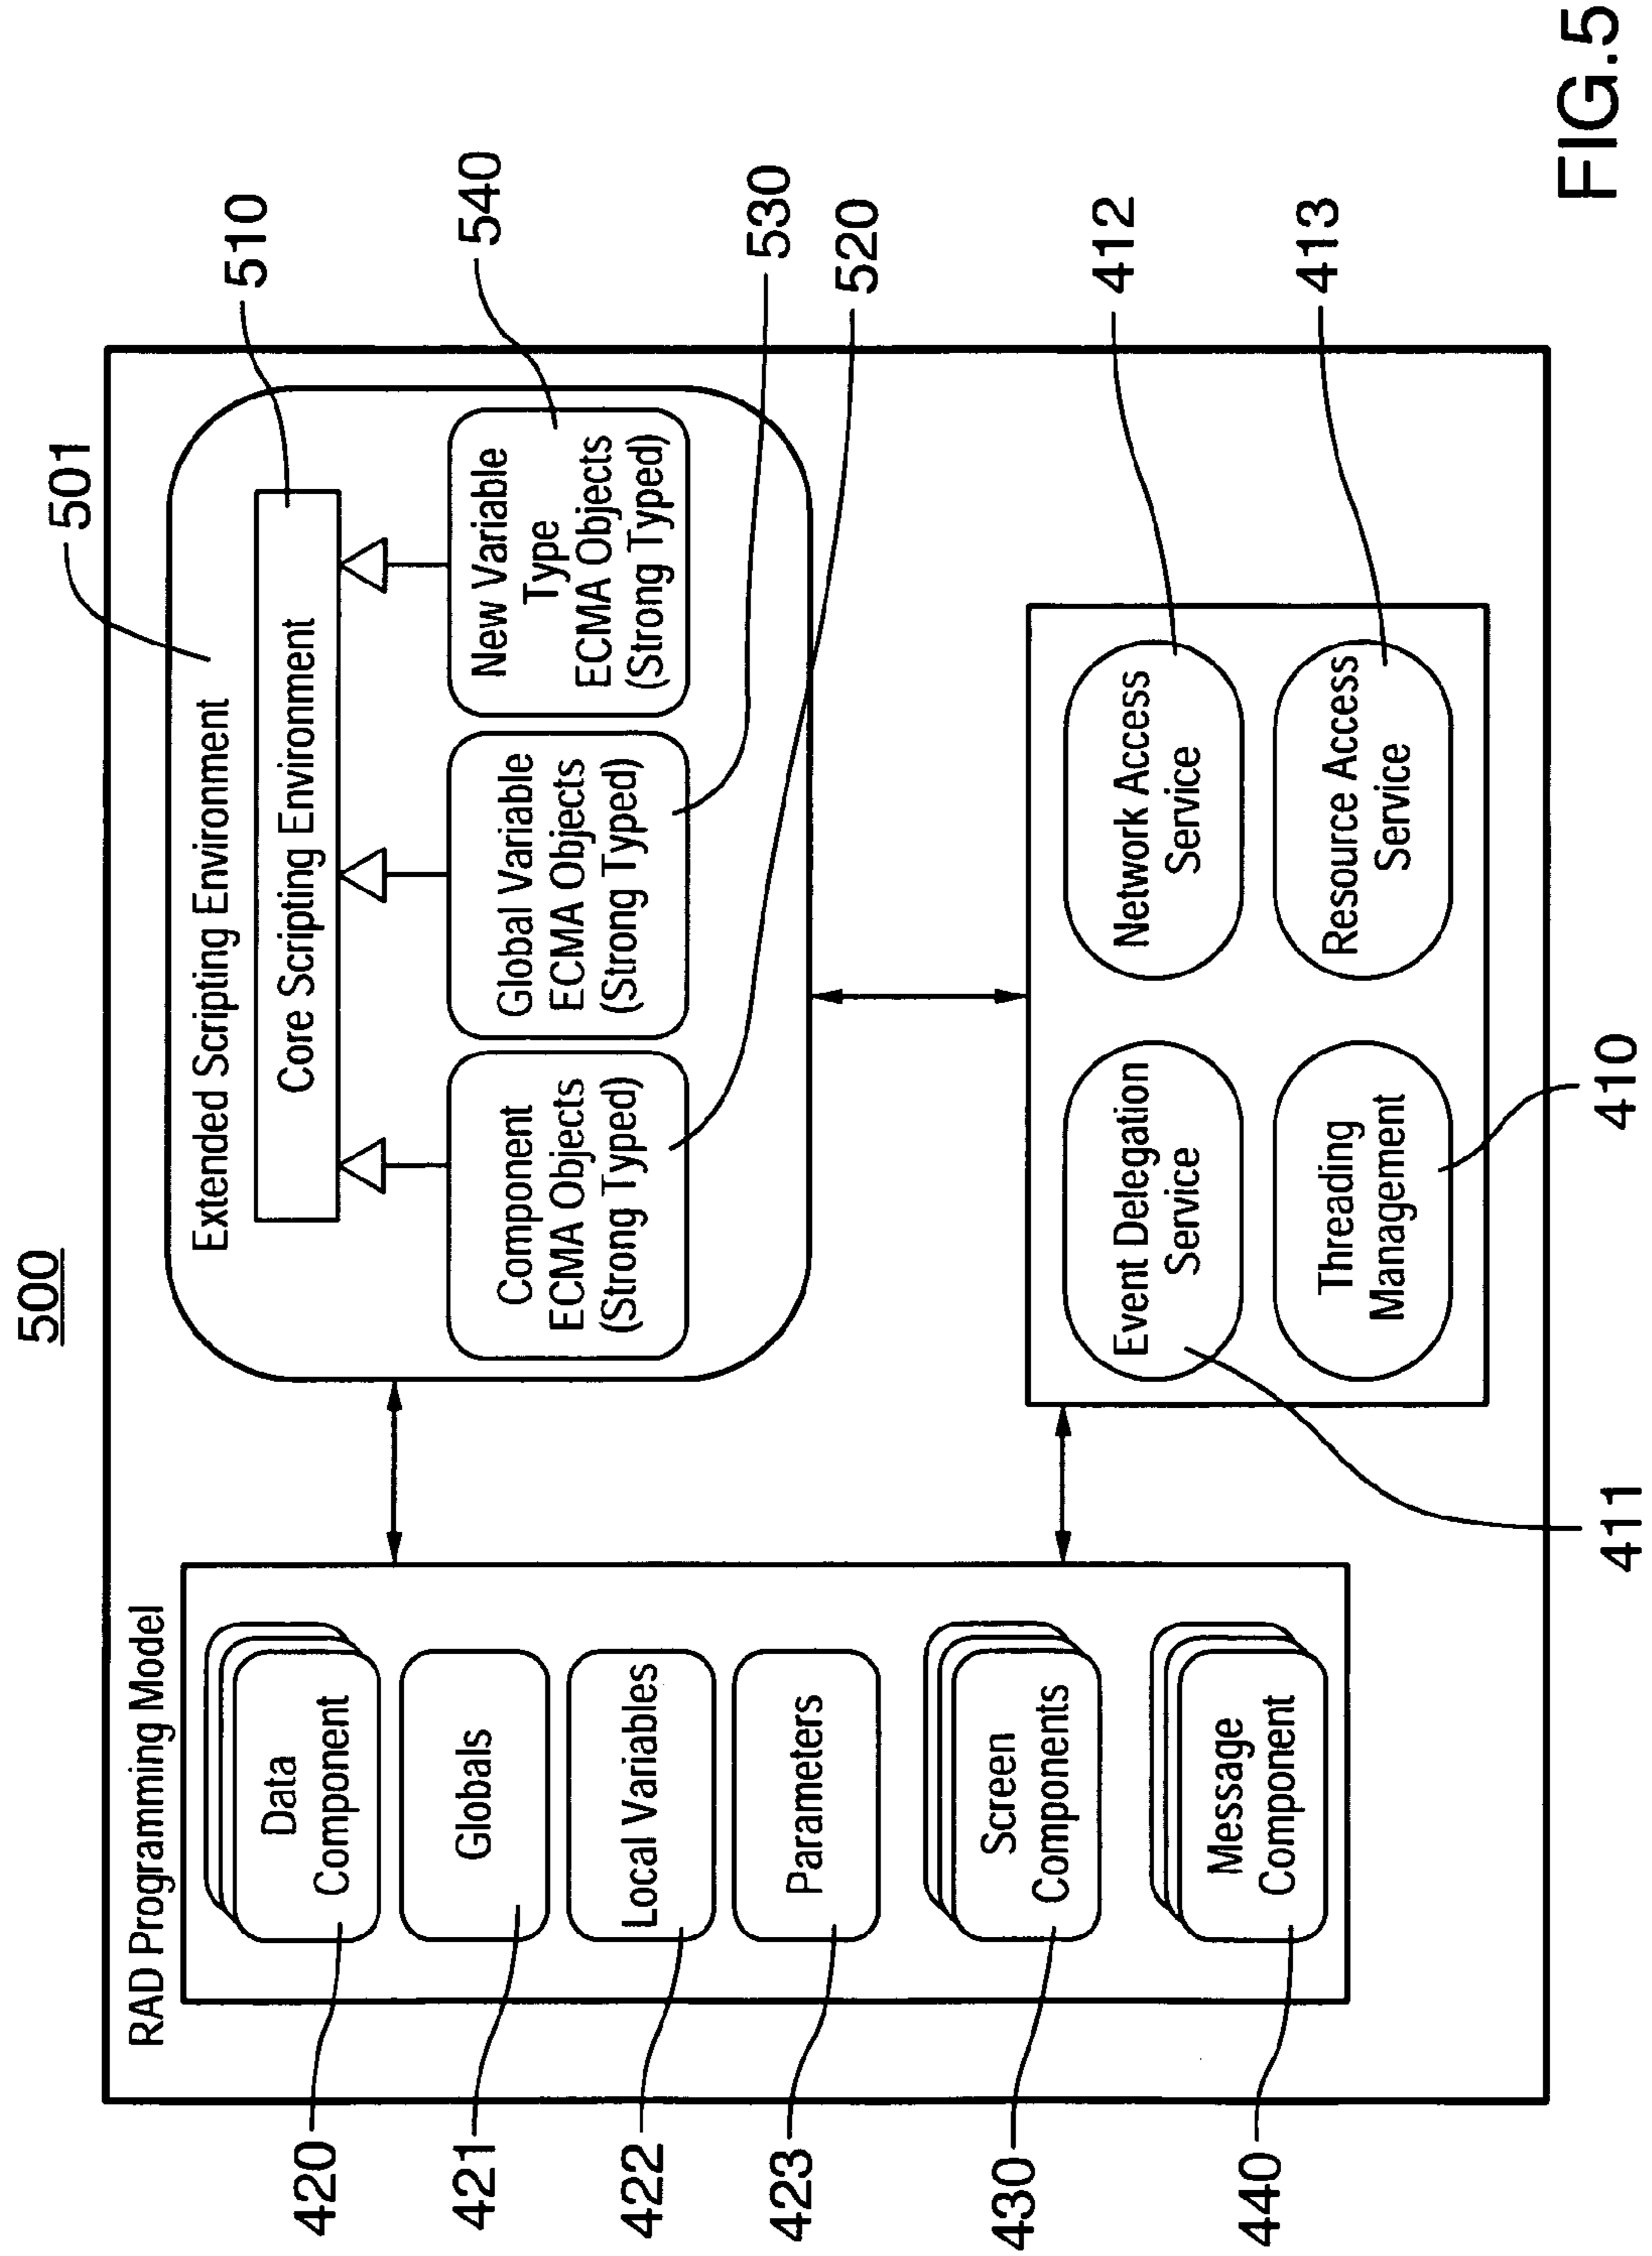 500
501
510
540
530
520
Extended Scripting Environment
Core Scripting Environment
Component
ECMA Objects
(Strong Typed)
Global Variable
ECMA Objects
(Strong Typed)
New Variable
Type
ECMA Objects
(Strong Typed)
RAD Programming Model
Data
Component
Globals
Local Variables
Parameters
Screen
Components
Message
Component
420
421
422
423
430
440
Event Delegation
Service
Network Access
Service
Threading
Management
Resource Access
Service
412
413
411
410
FIG.5